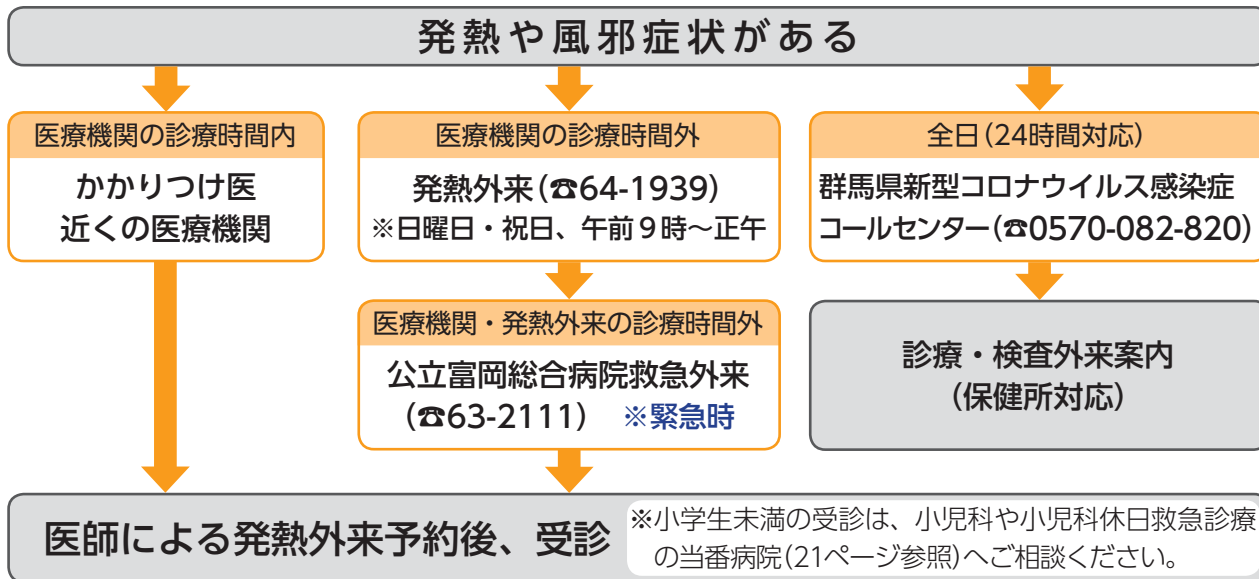 発熱や風邪症状がある
医療機関の診療時間内
かかりつけ医
近くの医療機関
医療機関の診療時間外
発熱外来(☎64-1939)
※日曜日・祝日、午前9時〜正午
医療機関・発熱外来の診療時間外
公立富岡総合病院救急外来
(☎63-2111) ※緊急時
全日(24時間対応)
群馬県新型コロナウイルス感染症
コールセンター(☎0570-082-820)
診療・検査外来案内
(保健所対応)
医師による発熱外来予約後、受診
※小学生未満の受診は、小児科や小児科休日救急診療
の当番病院(21ページ参照)へご相談ください。